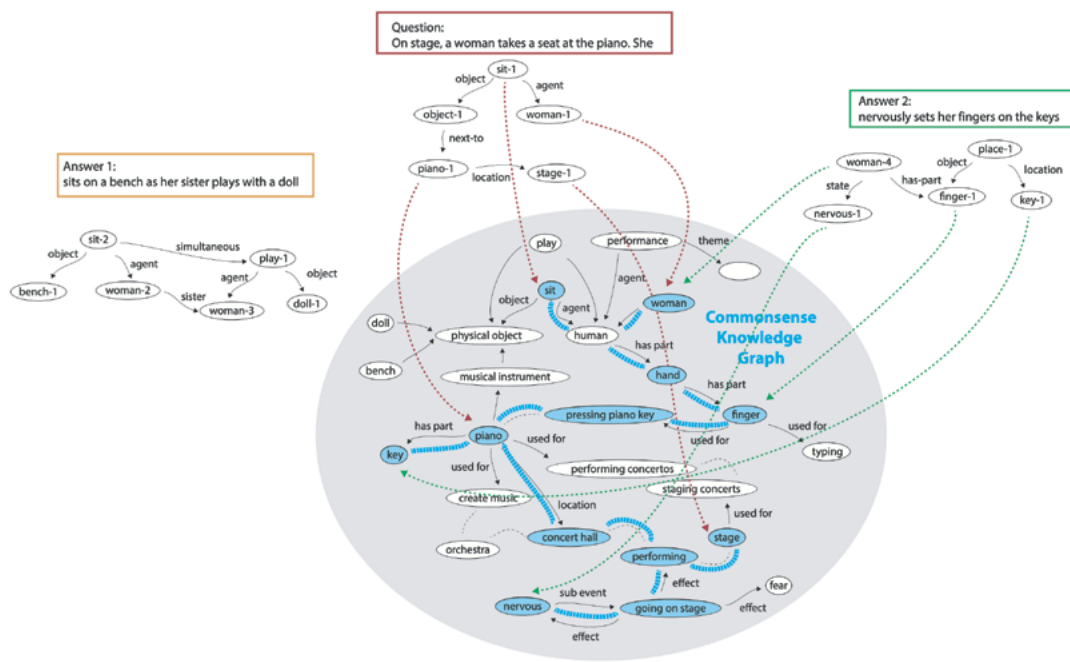 Question:
On stage, a woman takes a seat at the piano. She
sit-1
object
agent
object-1
woman-1
next-to
piano-1
location
stage-1
Answer 2:
nervously sets her fingers on the keys
woman-4
place-1
object
location
state
has-part
finger-1
key-1
nervous-1
Answer 1:
sits on a bench as her sister plays with a doll
sit-2
simultaneous
play-1
object
agent
agent
object
bench-1
woman-2
sister
woman-3
doll-1
play
performance
theme
agent
sit
object
agent
woman
Commonsense
Knowledge
Graph
doll
physical object
human
has part
bench
musical instrument
hand
has part
pressing piano key
finger
has part
piano
used for
used for
key
typing
used for
performing concertos
create music
staging concerts
location
used for
orchestra
concert hall
stage
performing
effect
fear
sub event
nervous
going on stage
effect
effect